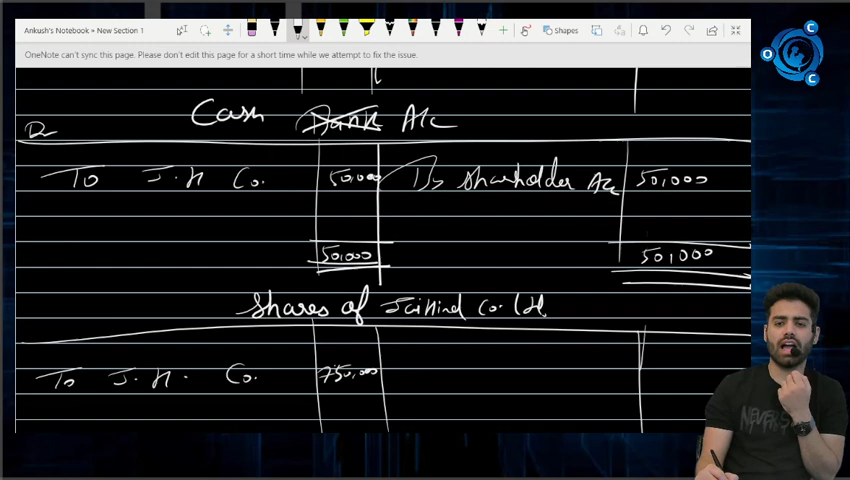 Ankush's Notebook » New Section 1
Shapes
OneNote can't sync this page. Please don't edit this page for a short time while we attempt to fix the issue.
Cash Bank A/c
Dr
To J.H Co. 50,000 By Shareholder A/c 50,000
50,000 50,000
Shares of Jaihind Co. Ltd.
To J.H. Co. 750,000
O C C
NEVER